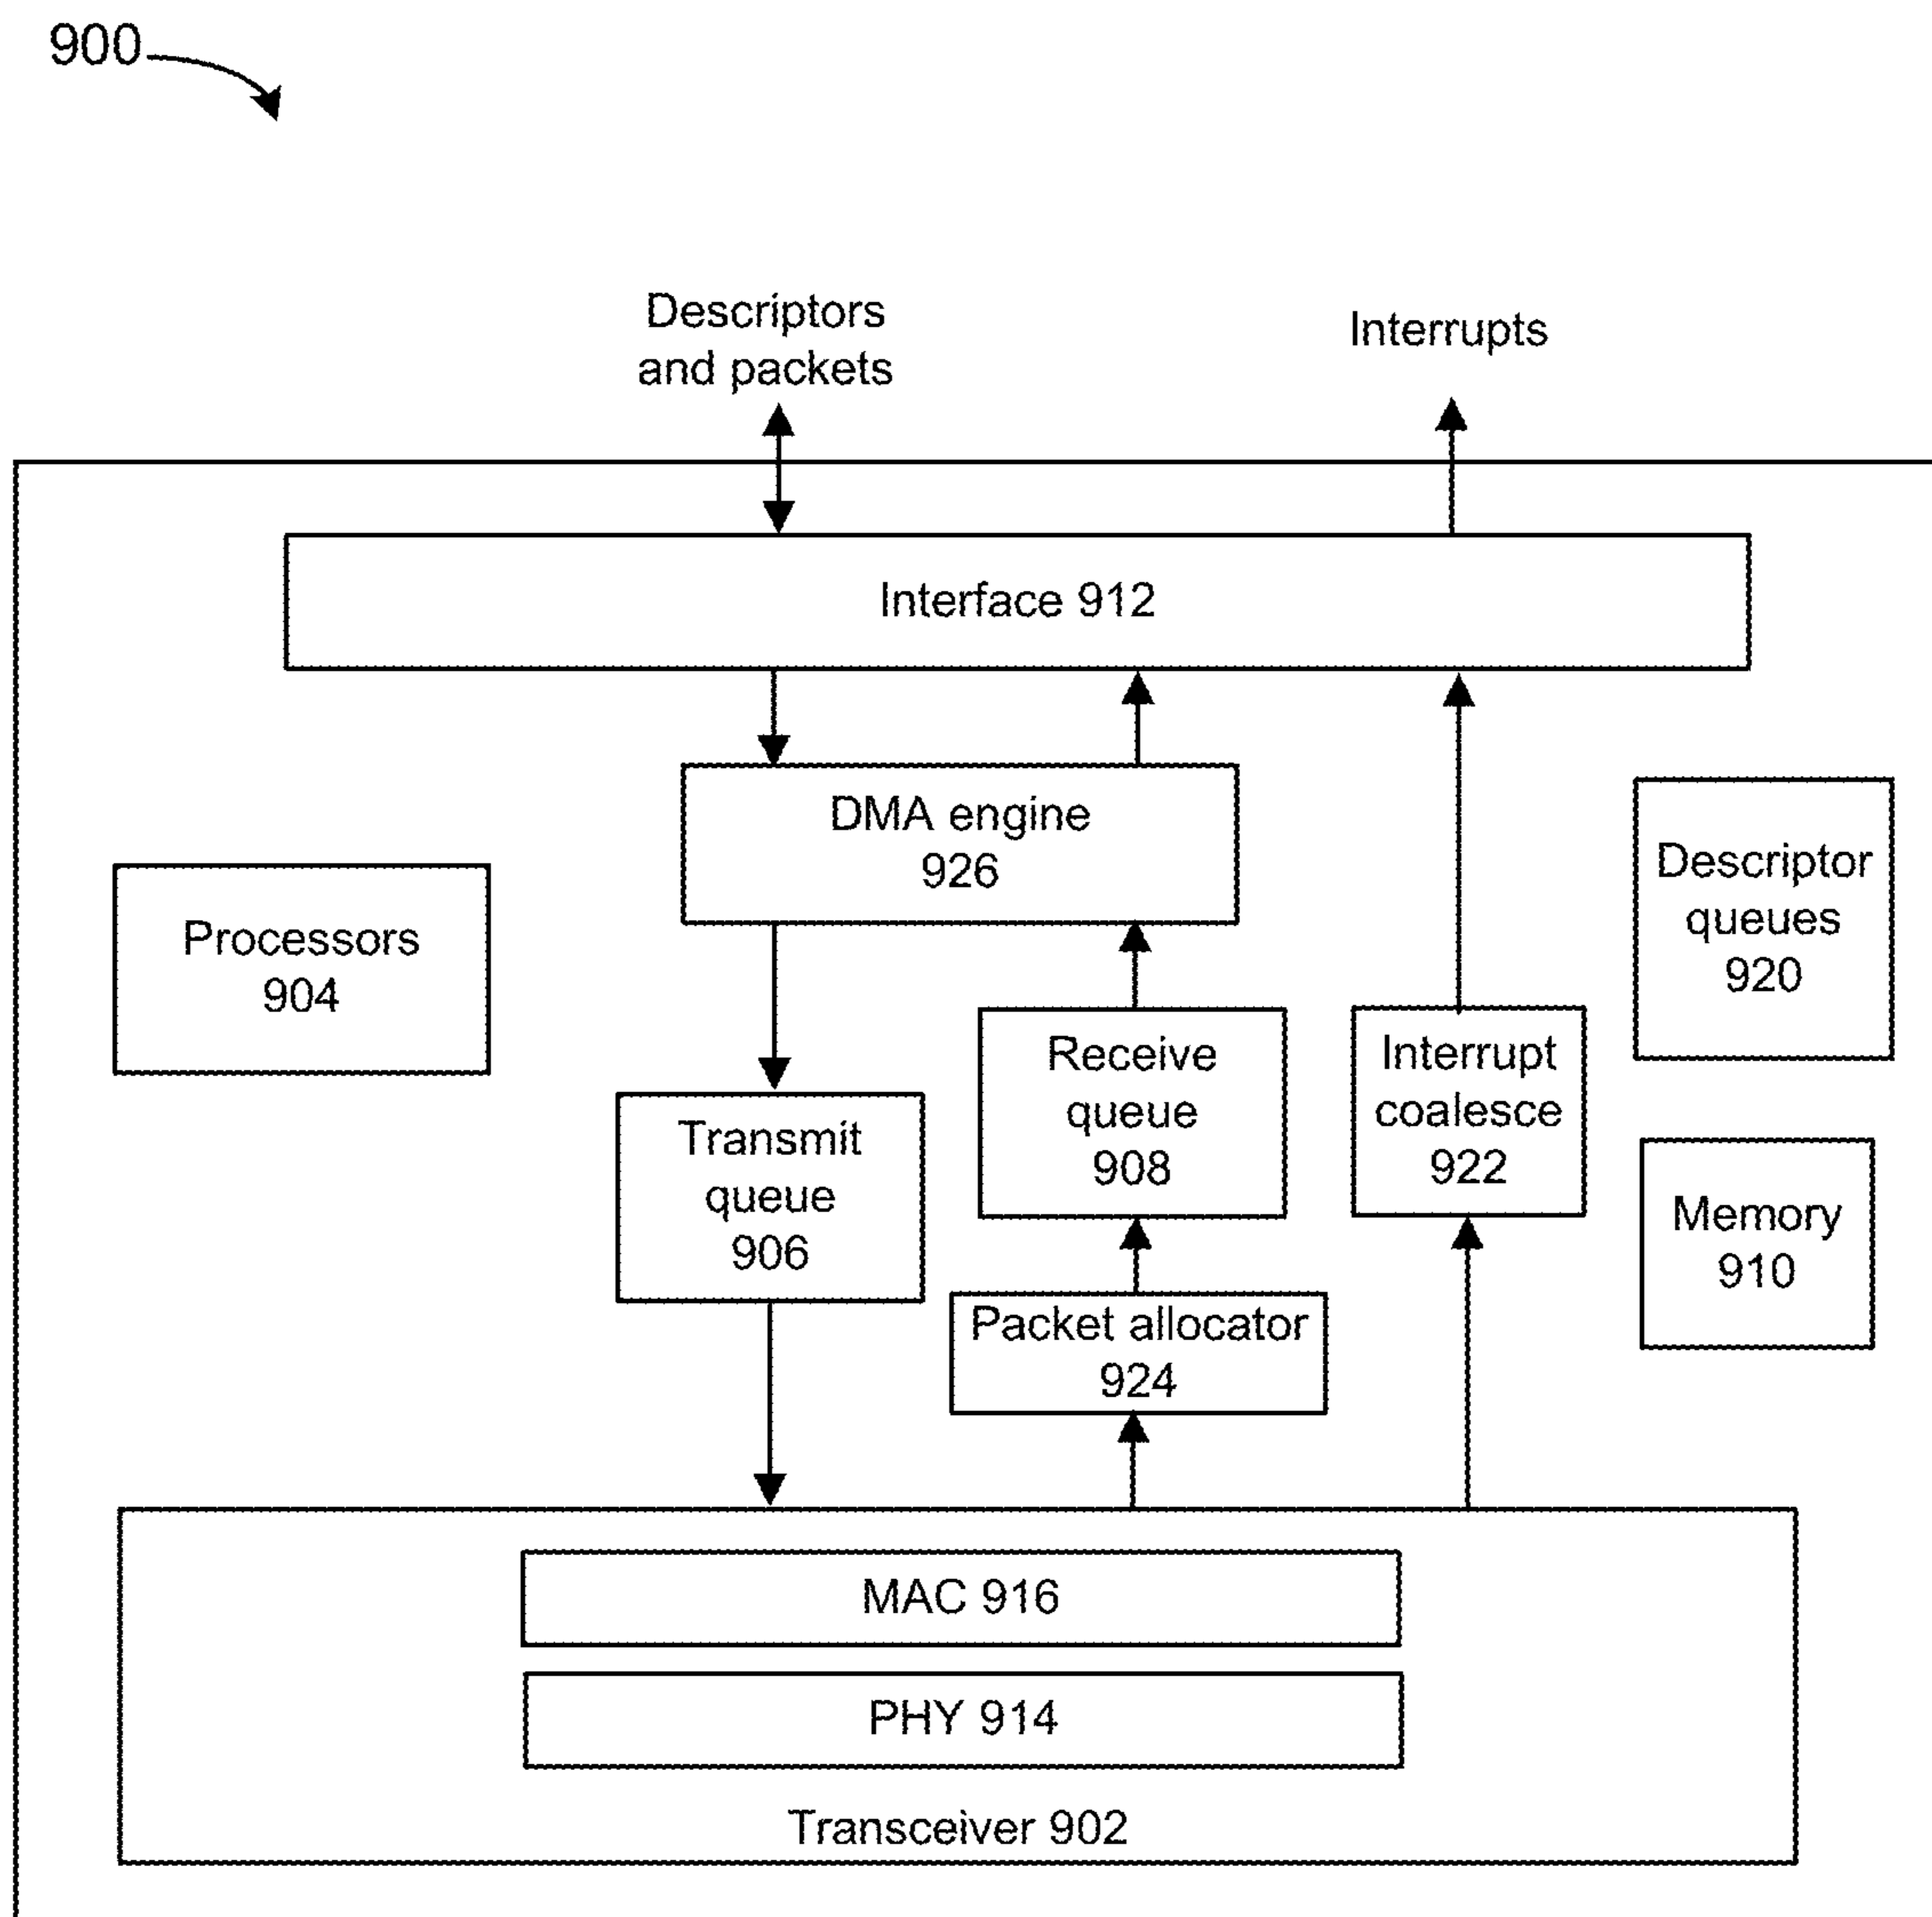 900
Descriptors
and packets
Interrupts
Interface 912
DMA engine
926
Processors
904
Descriptor
queues
920
Receive
queue
908
Interrupt
coalesce
922
Transmit
queue
906
Memory
910
Packet allocator
924
MAC 916
PHY 914
Transceiver 902